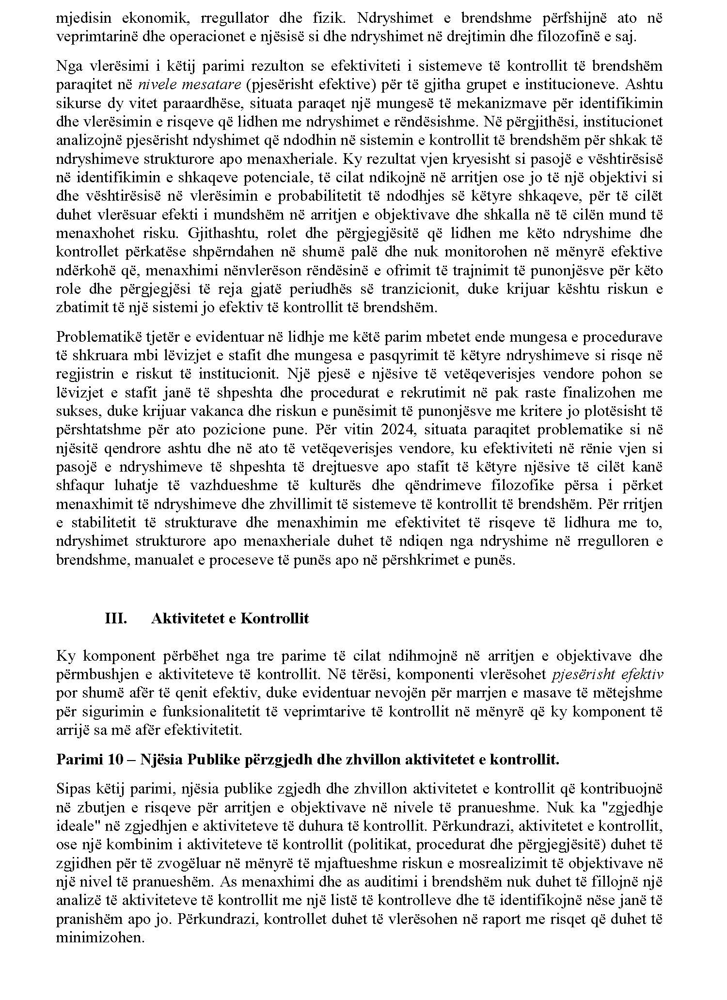 mjedisin ekonomik, rregullator dhe fizik. Ndryshimet e brendshme përfshijnë ato në
veprimtarinë dhe operacionet e njësisë si dhe ndryshimet në drejtimin dhe filozofinë e saj.
Nga vlerësimi i këtij parimi rezulton se efektiviteti i sistemeve të kontrollit të brendshëm
paraqitet në nivele mesatare (pjesërisht efektive) për të gjitha grupet e institucioneve. Ashtu
sikurse dy vitet paraardhëse, situata paraqet një mungesë të mekanizmave për identifikimin
dhe vlerësimin e risqeve që lidhen me ndryshimet e rëndësishme. Në përgjithësi, institucionet
analizojnë pjesërisht ndyshimet që ndodhin në sistemin e kontrollit të brendshëm për shkak të
ndryshimeve strukturore apo menaxheriale. Ky rezultat vjen kryesisht si pasojë e vështirësisë
në identifikimin e shkaqeve potenciale, të cilat ndikojnë në arritjen ose jo të një objektivi si
dhe vështirësisë në vlerësimin e probabilitetit të ndodhjes së këtyre shkaqeve, për të cilët
duhet vlerësuar efekti i mundshëm në arritjen e objektivave dhe shkalla në të cilën mund të
menaxhohet risku. Gjithashtu, rolet dhe përgjegjësitë që lidhen me këto ndryshime dhe
kontrollet përkatëse shpërndahen në shumë palë dhe nuk monitorohen në mënyrë efektive
ndërkohë që, menaxhimi nënvlerëson rëndësinë e ofrimit të trajnimit të punonjësve për këto
role dhe përgjegjësi të reja gjatë periudhës së tranzicionit, duke krijuar kështu riskun e
zbatimit të një sistemi jo efektiv të kontrollit të brendshëm.
Problematikë tjetër e evidentuar në lidhje me këtë parim mbetet ende mungesa e procedurave
të shkruara mbi lëvizjet e stafit dhe mungesa e pasqyrimit të këtyre ndryshimeve si risqe në
regjistrin e riskut të institucionit. Një pjesë e njësive të vetëqeverisjes vendore pohon se
lëvizjet e stafit janë të shpeshta dhe procedurat e rekrutimit në pak raste finalizohen me
sukses, duke krijuar vakanca dhe riskun e punësimit të punonjësve me kritere jo plotësisht të
përshtatshme për ato pozicione pune. Për vitin 2024, situata paraqitet problematike si në
njësitë qendrore ashtu dhe në ato të vetëqeverisjes vendore, ku efektiviteti në rënie vjen si
pasojë e ndryshimeve të shpeshta të drejtuesve apo stafit të këtyre njësive të cilët kanë
shfaqur luhatje të vazhdueshme të kulturës dhe qëndrimeve filozofike përsa i përket
menaxhimit të ndryshimeve dhe zhvillimit të sistemeve të kontrollit të brendshëm. Për rritjen
e stabilitetit të strukturave dhe menaxhimin me efektivitet të risqeve të lidhura me to,
ndryshimet strukturore apo menaxheriale duhet të ndiqen nga ndryshime në rregulloren e
brendshme, manualet e proceseve të punës apo në përshkrimet e punës.
III. Aktivitetet e Kontrollit
Ky komponent përbëhet nga tre parime të cilat ndihmojnë në arritjen e objektivave dhe
përmbushjen e aktiviteteve të kontrollit. Në tërësi, komponenti vlerësohet pjesërisht efektiv
por shumë afër të qenit efektiv, duke evidentuar nevojën për marrjen e masave të mëtejshme
për sigurimin e funksionalitetit të veprimtarive të kontrollit në mënyrë që ky komponent të
arrijë sa më afër efektivitetit.
Parimi 10 – Njësia Publike përzgjedh dhe zhvillon aktivitetet e kontrollit.
Sipas këtij parimi, njësia publike zgjedh dhe zhvillon aktivitetet e kontrollit që kontribuojnë
në zbutjen e risqeve për arritjen e objektivave në nivele të pranueshme. Nuk ka "zgjedhje
ideale" në zgjedhjen e aktiviteteve të duhura të kontrollit. Përkundrazi, aktivitetet e kontrollit,
ose një kombinim i aktiviteteve të kontrollit (politikat, procedurat dhe përgjegjësitë) duhet të
zgjidhen për të zvogëluar në mënyrë të mjaftueshme riskun e mosrealizimit të objektivave në
një nivel të pranueshëm. As menaxhimi dhe as auditimi i brendshëm nuk duhet të fillojnë një
analizë të aktiviteteve të kontrollit me një listë të kontrolleve dhe të identifikojnë nëse janë të
pranishëm apo jo. Përkundrazi, kontrollet duhet të vlerësohen në raport me risqet që duhet të
minimizohen.